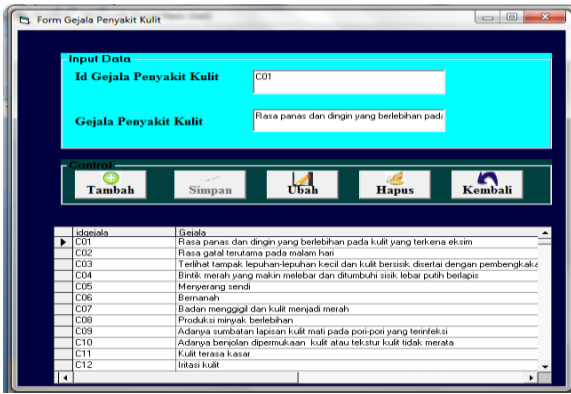 Form Gejala Penyakit Kulit
Input Data
Id Gejala Penyakit Kulit C01
Gejala Penyakit Kulit Rasa panas dan dingin yang berlebihan pada
Control
Tambah Simpan Ubah Hapus Kembali
idgejala Gejala
C01 Rasa panas dan dingin yang berlebihan pada kulit yang terkena eksim
C02 Rasa gatal terutama pada malam hari
C03 Terlihat tampak lepuhan-lepuhan kecil dan kulit bersisik disertai dengan pembengkaka
C04 Bintik merah yang makin melebar dan ditumbuhi sisik lebar putih berlapis
C05 Menyerang sendi
C06 Bernanah
C07 Badan menggigil dan kulit menjadi merah
C08 Produksi minyak berlebihan
C09 Adanya sumbatan lapisan kulit mati pada pori-pori yang terinfeksi
C10 Adanya benjolan dipermukaan kulit atau tekstur kulit tidak merata
C11 Kulit terasa kasar
C12 Iritasi kulit